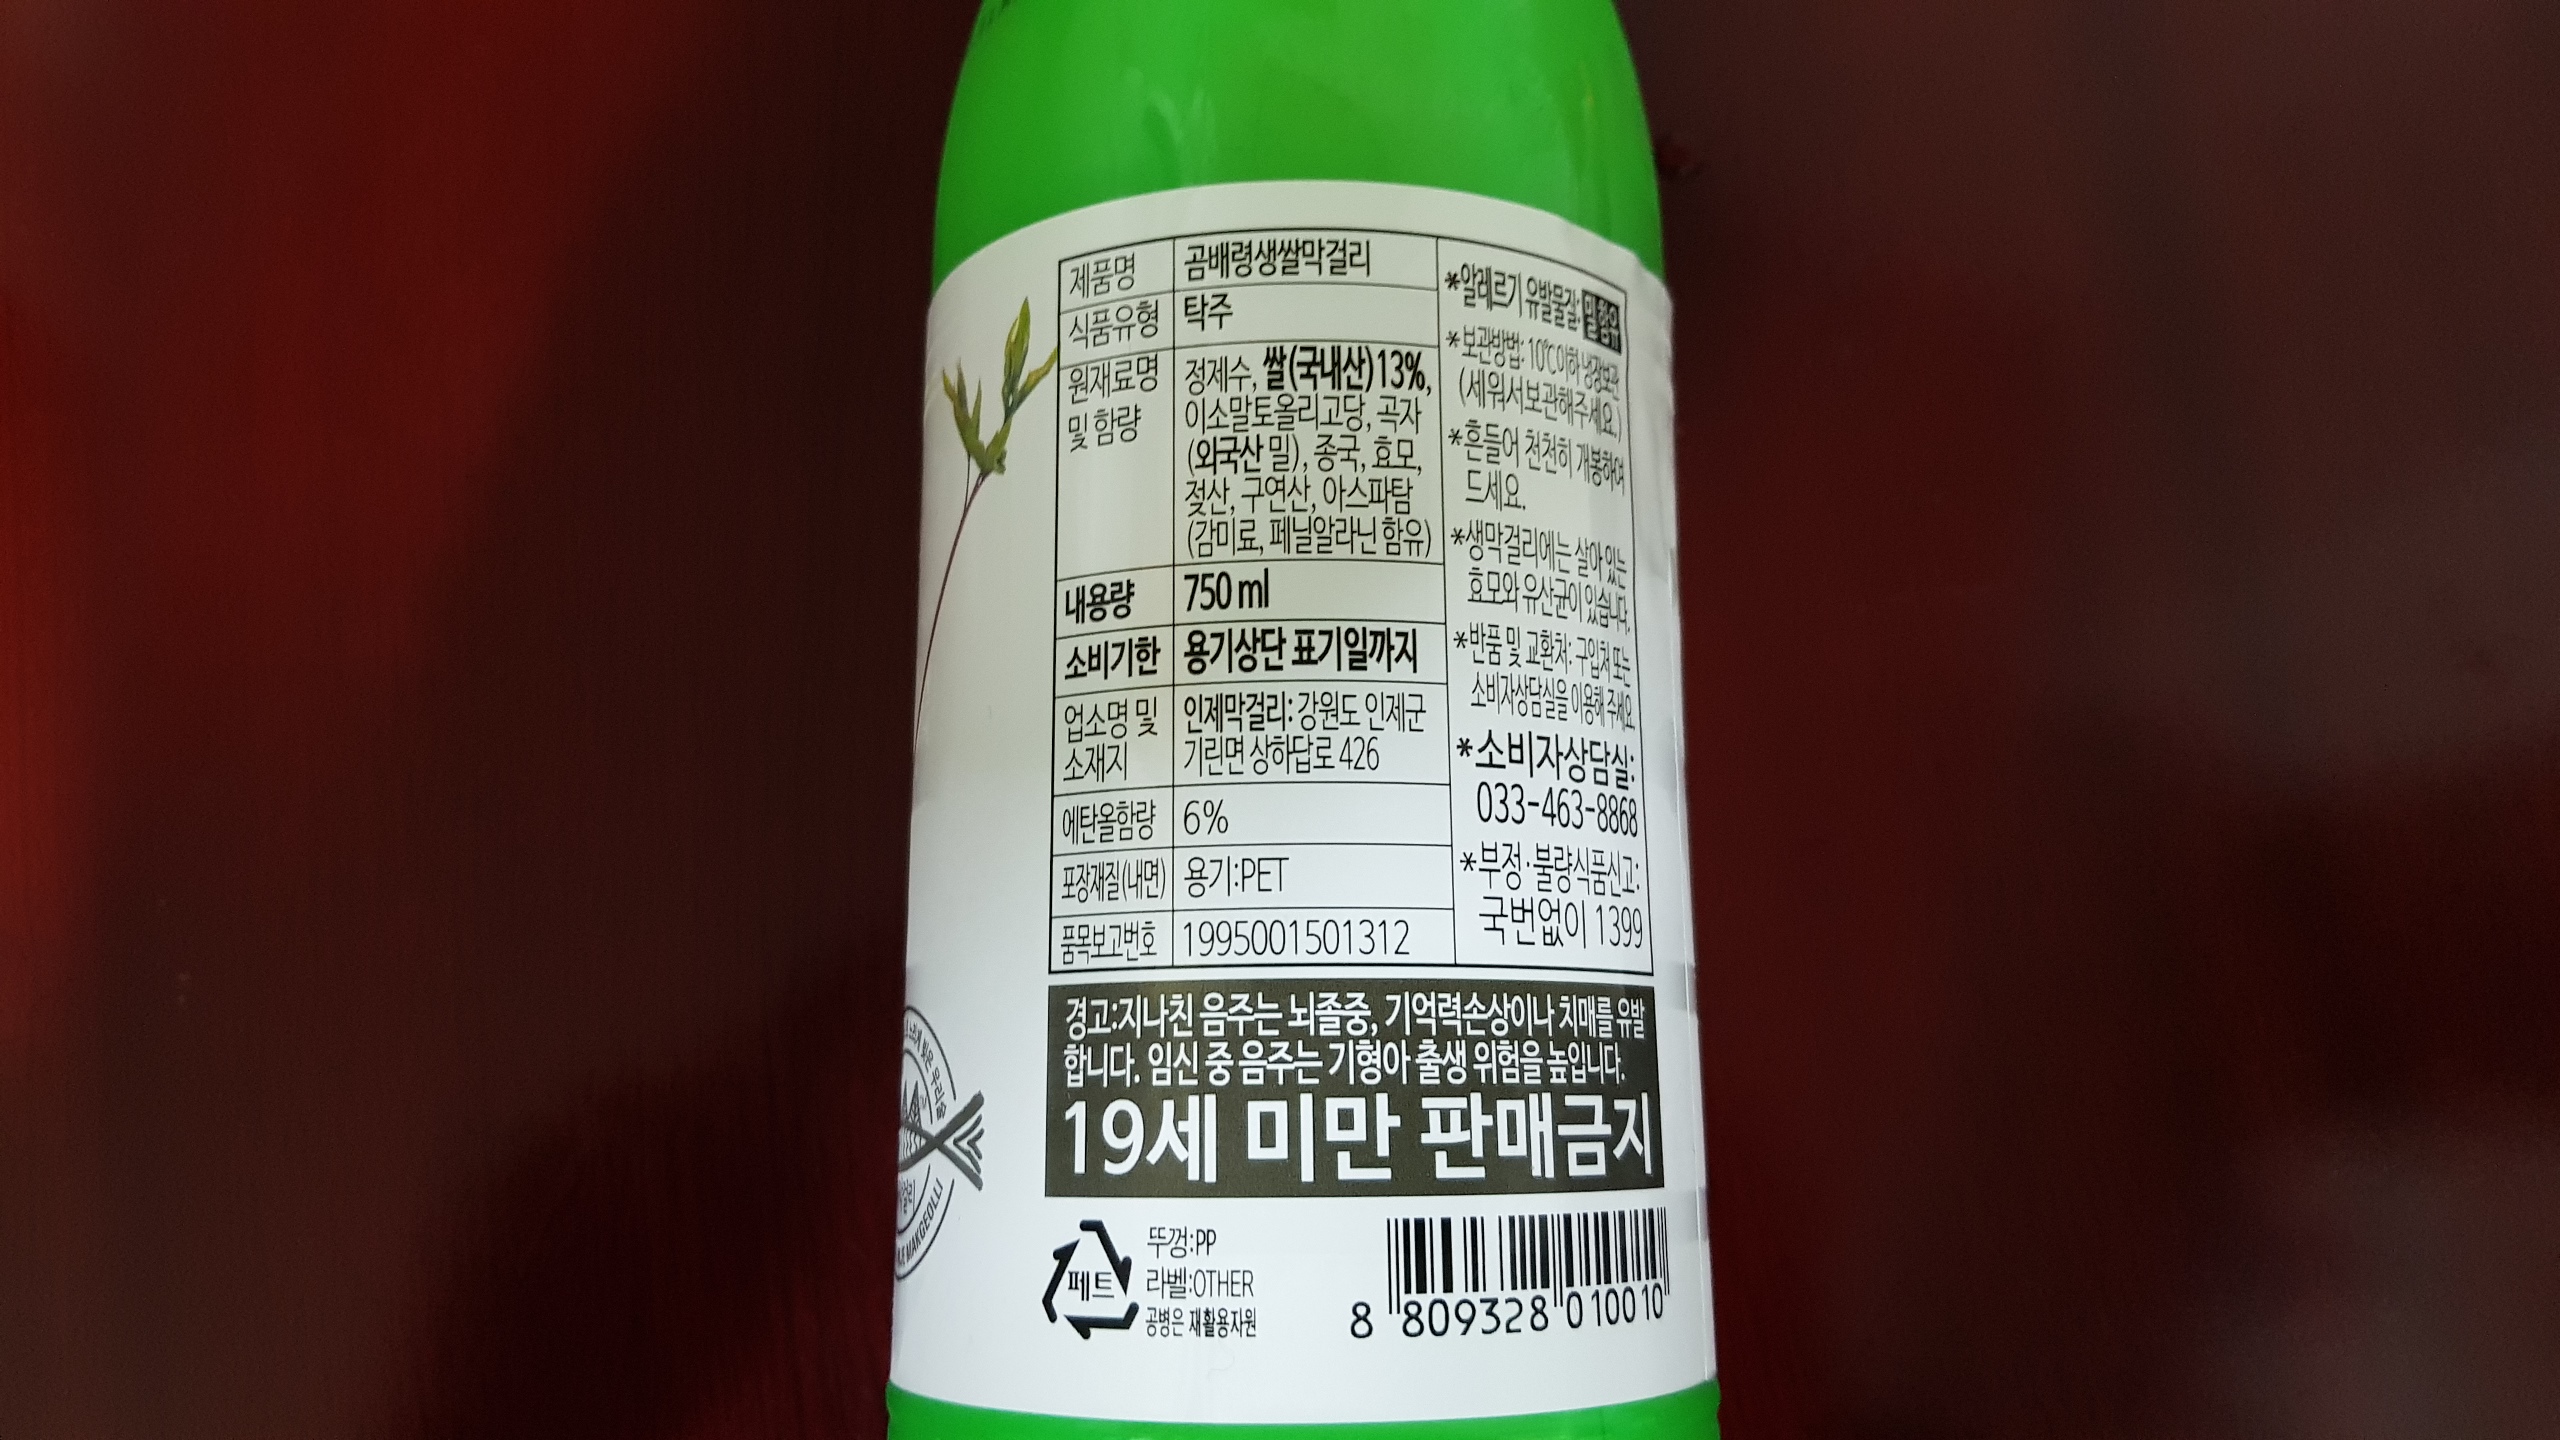 제품명 곰배령생쌀막걸리
식품유형 탁주
원재료명 및 함량
정제수, 쌀(국내산)13%,
이소말토올리고당, 곡자
(외국산 밀), 종국, 효모,
젖산, 구연산, 아스파탐
(감미료, 페닐알라닌 함유)
내용량 750 ml
소비기한 용기상단 표기일까지
업소명 및 소재지
인제막걸리: 강원도 인제군
기린면 상하답로 426
에탄올함량 6%
포장재질(내면) 용기:PET
품목보고번호 1995001501312
*알레르기 유발물질: 밀 함유
*보관방법: 10℃이하 냉장보관
(세워서보관해주세요.)
*흔들어 천천히 개봉하여
드세요.
*생막걸리에는 살아 있는
효모와 유산균이 있습니다.
*반품 및 교환처: 구입처 또는
소비자상담실을 이용해 주세요.
*소비자상담실:
033-463-8868
*부정·불량식품신고:
국번없이 1399
경고:지나친 음주는 뇌졸중, 기억력손상이나 치매를 유발
합니다. 임신 중 음주는 기형아 출생 위험을 높입니다.
19세 미만 판매금지
페트
뚜껑:PP
라벨:OTHER
공병은 재활용자원
8 809328 010010
빚은 우리술
MAKGEOLLI